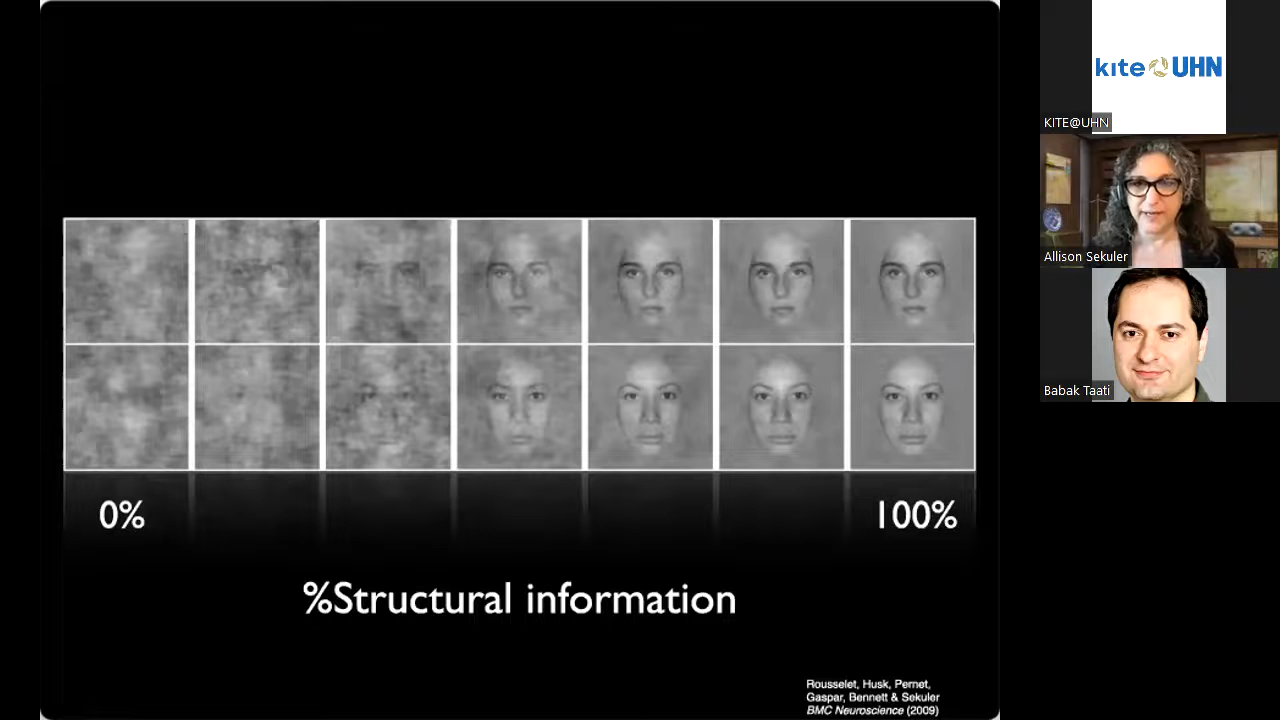 0%
100%
%Structural information
Rousselet, Husk, Pernet,
Gaspar, Bennett & Sekuler
BMC Neuroscience (2009)
kite UHN
KITE@UHN
Allison Sekuler
Babak Taati